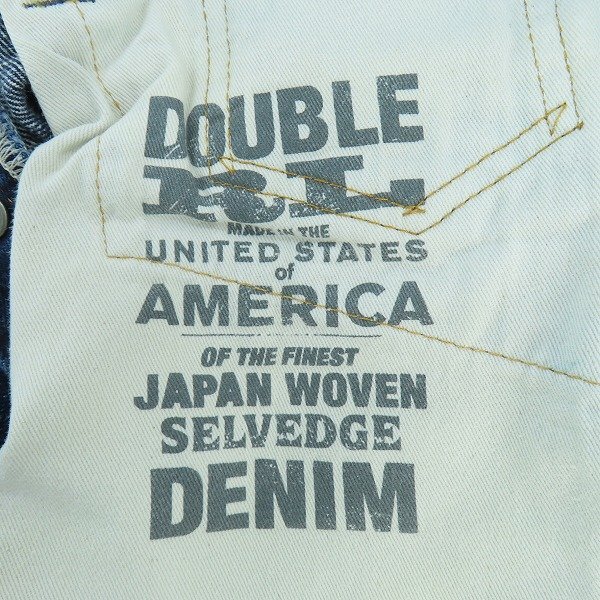 DOUBLE
RL
MADE IN THE
UNITED STATES
of
AMERICA
OF THE FINEST
JAPAN WOVEN
SELVEDGE
DENIM